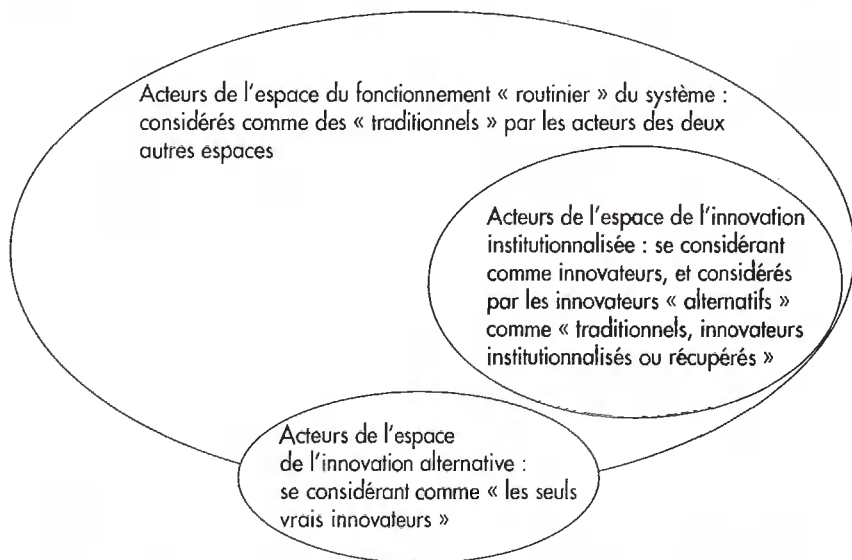 Acteurs de l'espace du fonctionnement « routinier » du système :
considérés comme des « traditionnels » par les acteurs des deux
autres espaces
Acteurs de l'espace de l'innovation
institutionnalisée : se considérant
comme innovateurs, et considérés
par les innovateurs « alternatifs »
comme « traditionnels, innovateurs
institutionnalisés ou récupérés »
Acteurs de l'espace
de l'innovation alternative :
se considérant comme « les seuls
vrais innovateurs »